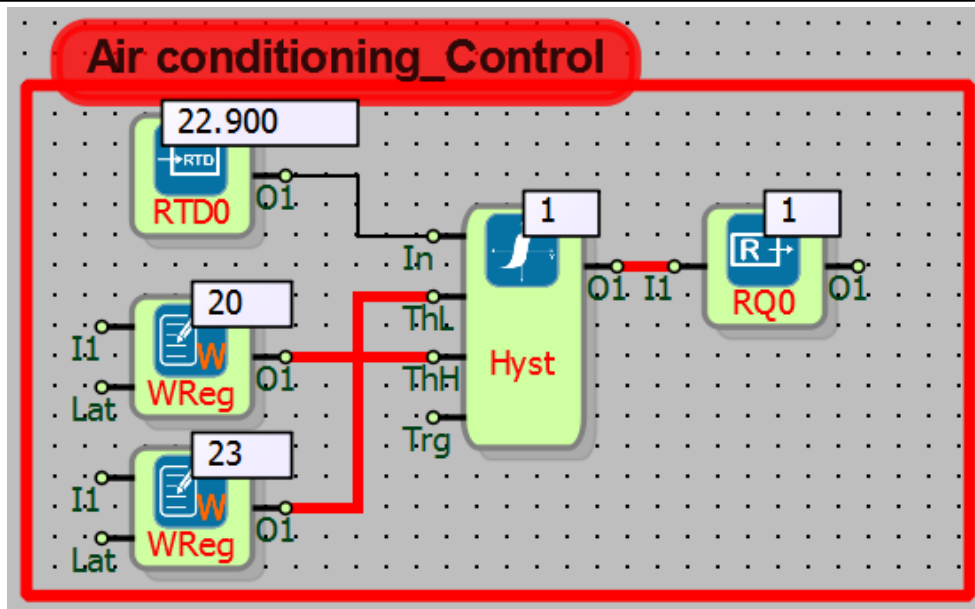 Air conditioning_Control
22.900
RTD
RTD0
O1
1
1
In
O1
I1
R
RQ0
O1
20
I1
W
WReg
O1
Lat
ThL
ThH
Hyst
Trg
23
I1
W
WReg
O1
Lat